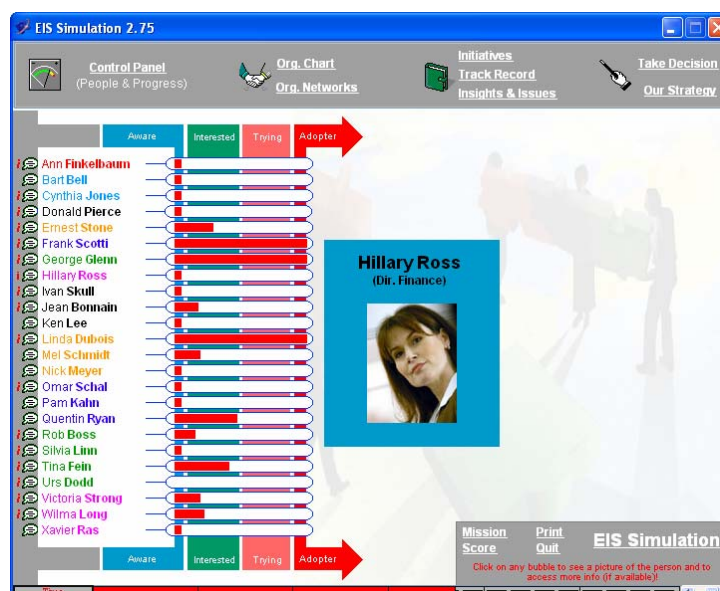 EIS Simulation 2.75
Control Panel
(People & Progress)
Org. Chart
Org. Networks
Initiatives
Track Record
Insights & Issues
Take Decision
Our Strategy
Aware Interested Trying Adopter
i Ann Finkelbaum
Bart Bell
i Cynthia Jones
i Donald Pierce
i Ernest Stone
i Frank Scotti
i George Glenn
i Hillary Ross
i Ivan Skull
i Jean Bonnain
Ken Lee
i Linda Dubois
Mel Schmidt
Nick Meyer
i Omar Schal
Pam Kahn
Quentin Ryan
i Rob Boss
i Silvia Linn
i Tina Fein
i Urs Dodd
i Victoria Strong
i Wilma Long
Xavier Ras
Hillary Ross
(Dir. Finance)
Aware Interested Trying Adopter
Mission
Score
Print
Quit
EIS Simulation
Click on any bubble to see a picture of the person and to
access more info (if available)!